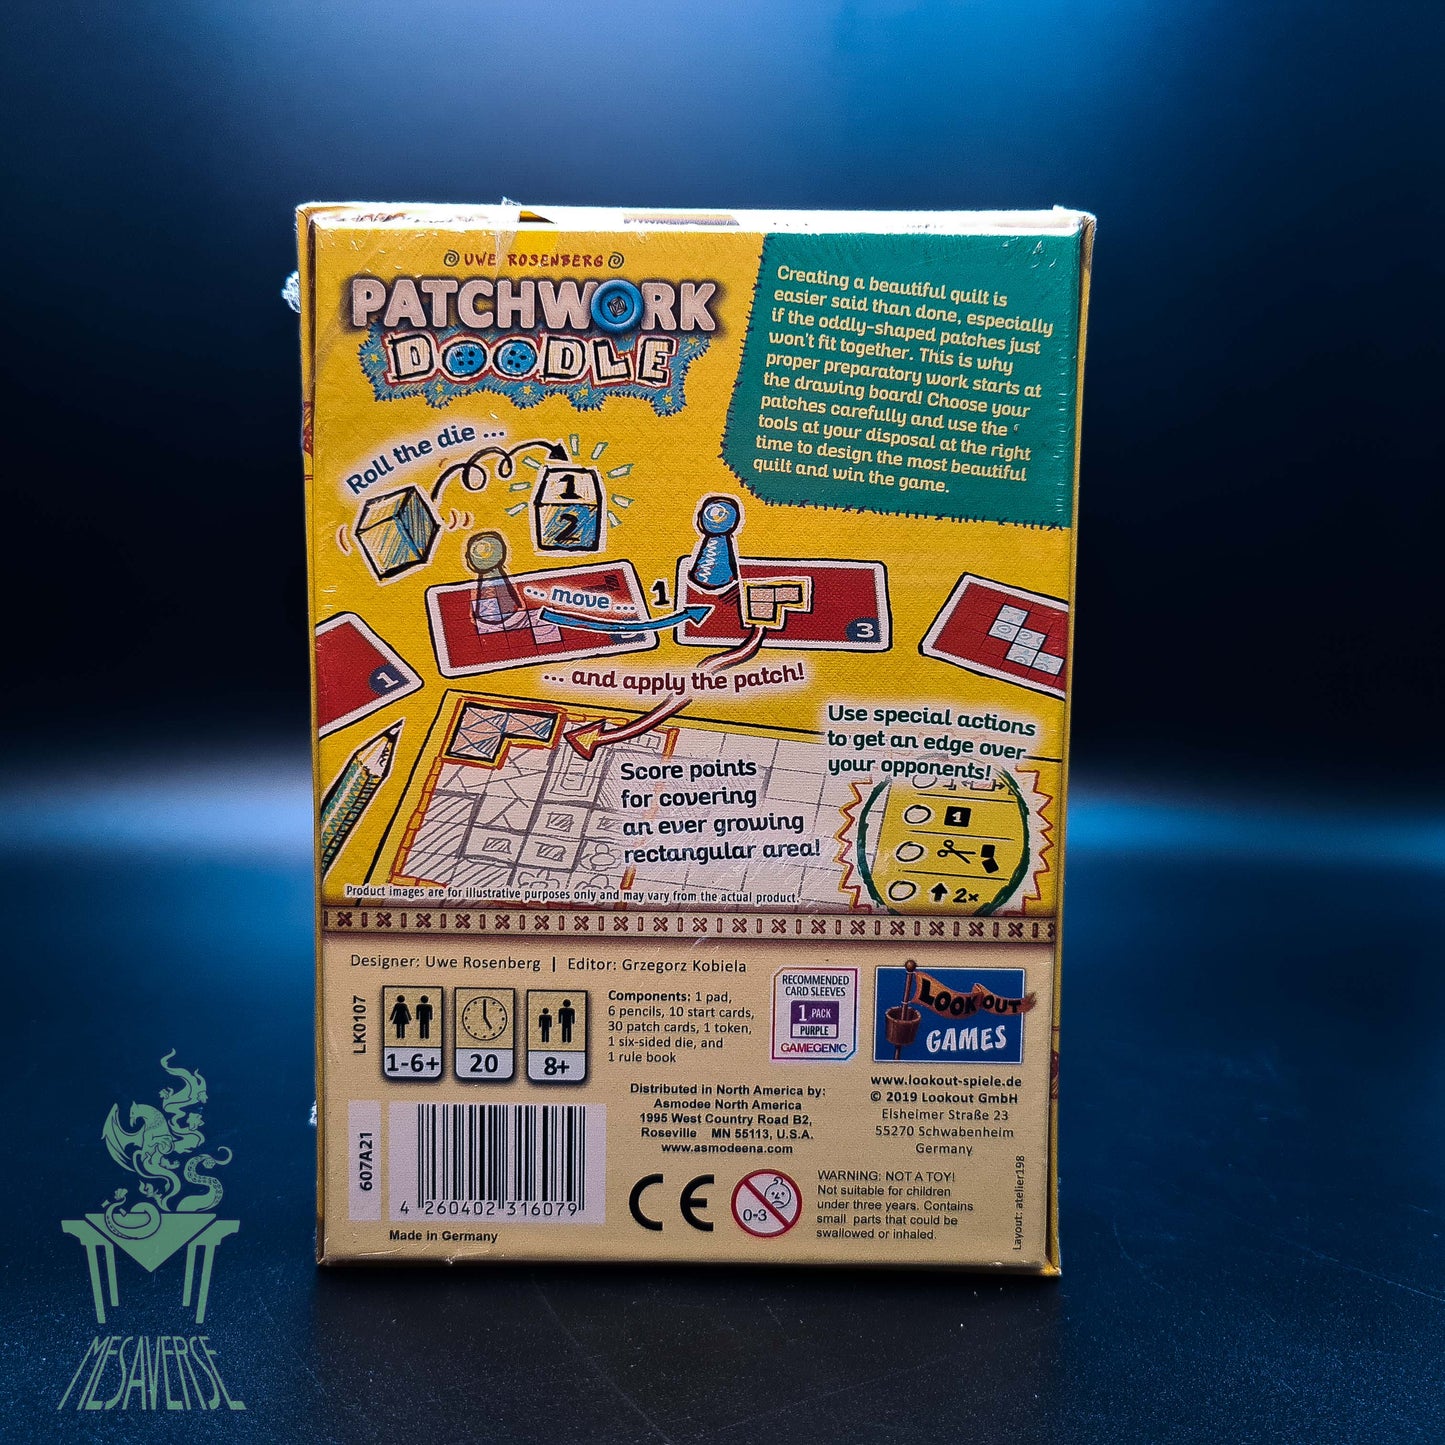 UWE ROSENBERG
PATCHWORK
DOODLE
Creating a beautiful quilt is
easier said than done, especially
if the oddly-shaped patches just
won't fit together. This is why
proper preparatory work starts at
the drawing board! Choose your
patches carefully and use the
tools at your disposal at the right
time to design the most beautiful
quilt and win the game.
Roll the die ...
1
2
... move ...
1
3
1
... and apply the patch!
Use special actions
to get an edge over
your opponents!
Score points
for covering
an ever growing
rectangular area!
1
2x
Product images are for illustrative purposes only and may vary from the actual product.
Designer: Uwe Rosenberg | Editor: Grzegorz Kobiela
LK0107
1-6+
20
8+
Components: 1 pad,
6 pencils, 10 start cards,
30 patch cards, 1 token,
1 six-sided die, and
1 rule book
RECOMMENDED
CARD SLEEVES
1 PACK
PURPLE
GAMEGENIC
LOOKOUT
GAMES
www.lookout-spiele.de
© 2019 Lookout GmbH
Elsheimer Straße 23
55270 Schwabenheim
Germany
Distributed in North America by:
Asmodee North America
1995 West Country Road B2,
Roseville MN 55113, U.S.A.
www.asmodeena.com
607A21
4 260402 316079
Made in Germany
CE
0-3
WARNING: NOT A TOY!
Not suitable for children
under three years. Contains
small parts that could be
swallowed or inhaled.
Layout: atelier198
MESAVERSE